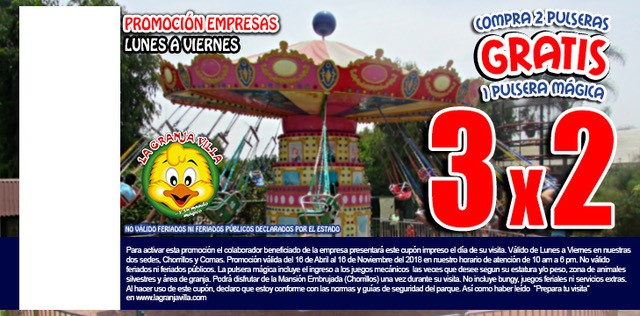 PROMOCIÓN EMPRESAS
LUNES A VIERNES
COMPRA 2 PULSERAS
GRATIS
1 PULSERA MÁGICA
3x2
LA GRANJA VILLA
y su mundo mágico
NO VÁLIDO FERIADOS NI FERIADOS PÚBLICOS DECLARADOS POR EL ESTADO
Para activar esta promoción el colaborador beneficiado de la empresa presentará este cupón impreso el día de su visita. Válido de Lunes a Viernes en nuestras
dos sedes, Chorrillos y Comas. Promoción válida del 16 de Abril al 16 de Noviembre del 2018 en nuestro horario de atención de 10 am a 6 pm. No válido
feriados ni feriados públicos. La pulsera mágica incluye el ingreso a los juegos mecánicos las veces que desee segun su estatura y/o peso, zona de animales
silvestres y área de granja. Podrá disfrutar de la Mansión Embrujada (Chorrillos) una vez durante su visita. No incluye bungy, juegos feriales ni servicios extras.
Al hacer uso de este cupón, declaro que estoy conforme con las normas y guías de seguridad del parque. Así como haber leído "Prepara tu visita"
en www.lagranjavilla.com